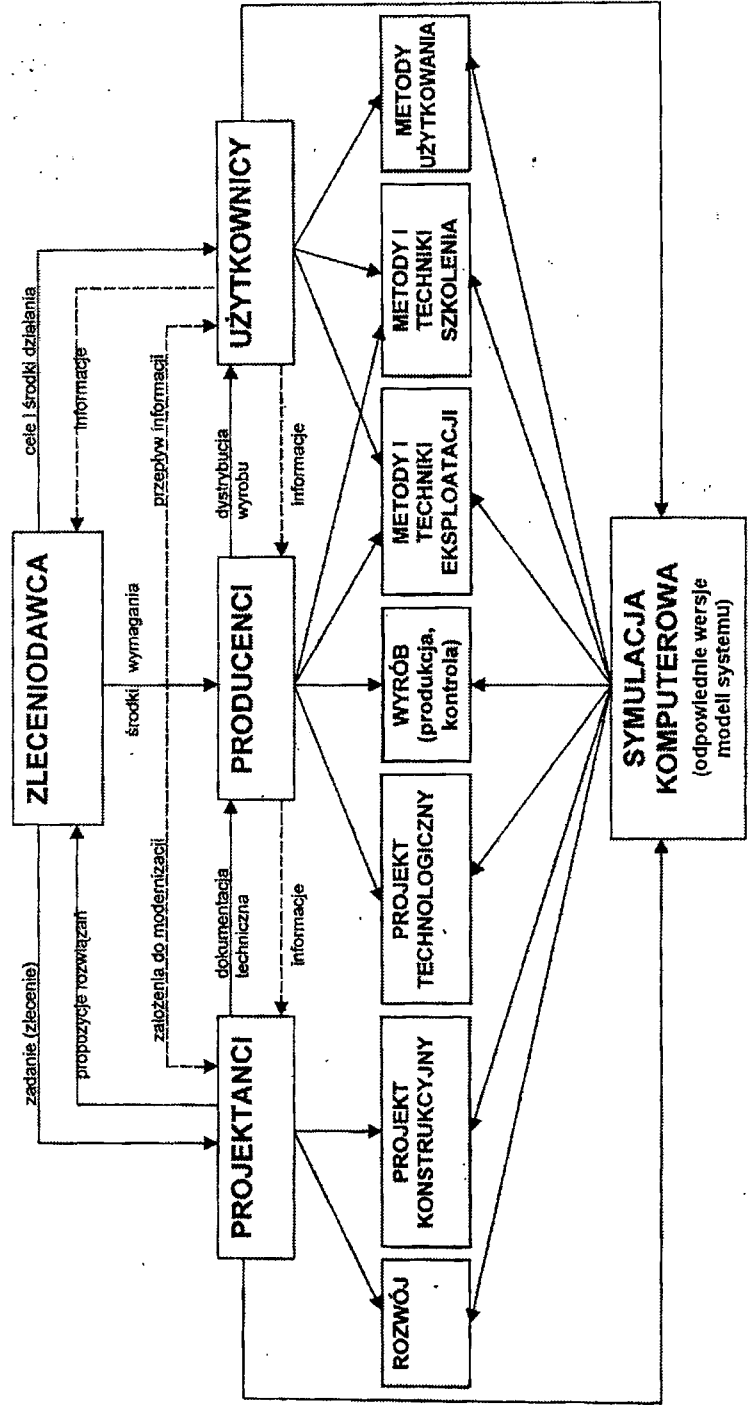 ZLECENIODAWCA
zadanie (zlecenie)
propozycje rozwiązań
cele i środki działania
informacje
środki wymagania
założenia do modernizacji
przepływ informacji
PROJEKTANCI
dokumentacja
techniczna
informacje
PRODUCENCI
dystrybucja
wyrobu
informacje
UŻYTKOWNICY
ROZWÓJ
PROJEKT
KONSTRUKCYJNY
PROJEKT
TECHNOLOGICZNY
WYRÓB
(produkcja,
kontrola)
METODY I
TECHNIKI
EKSPLOATACJI
METODY I
TECHNIKI
SZKOLENIA
METODY
UŻYTKOWANIA
SYMULACJA
KOMPUTEROWA
(odpowiednie wersje
modeli systemu)